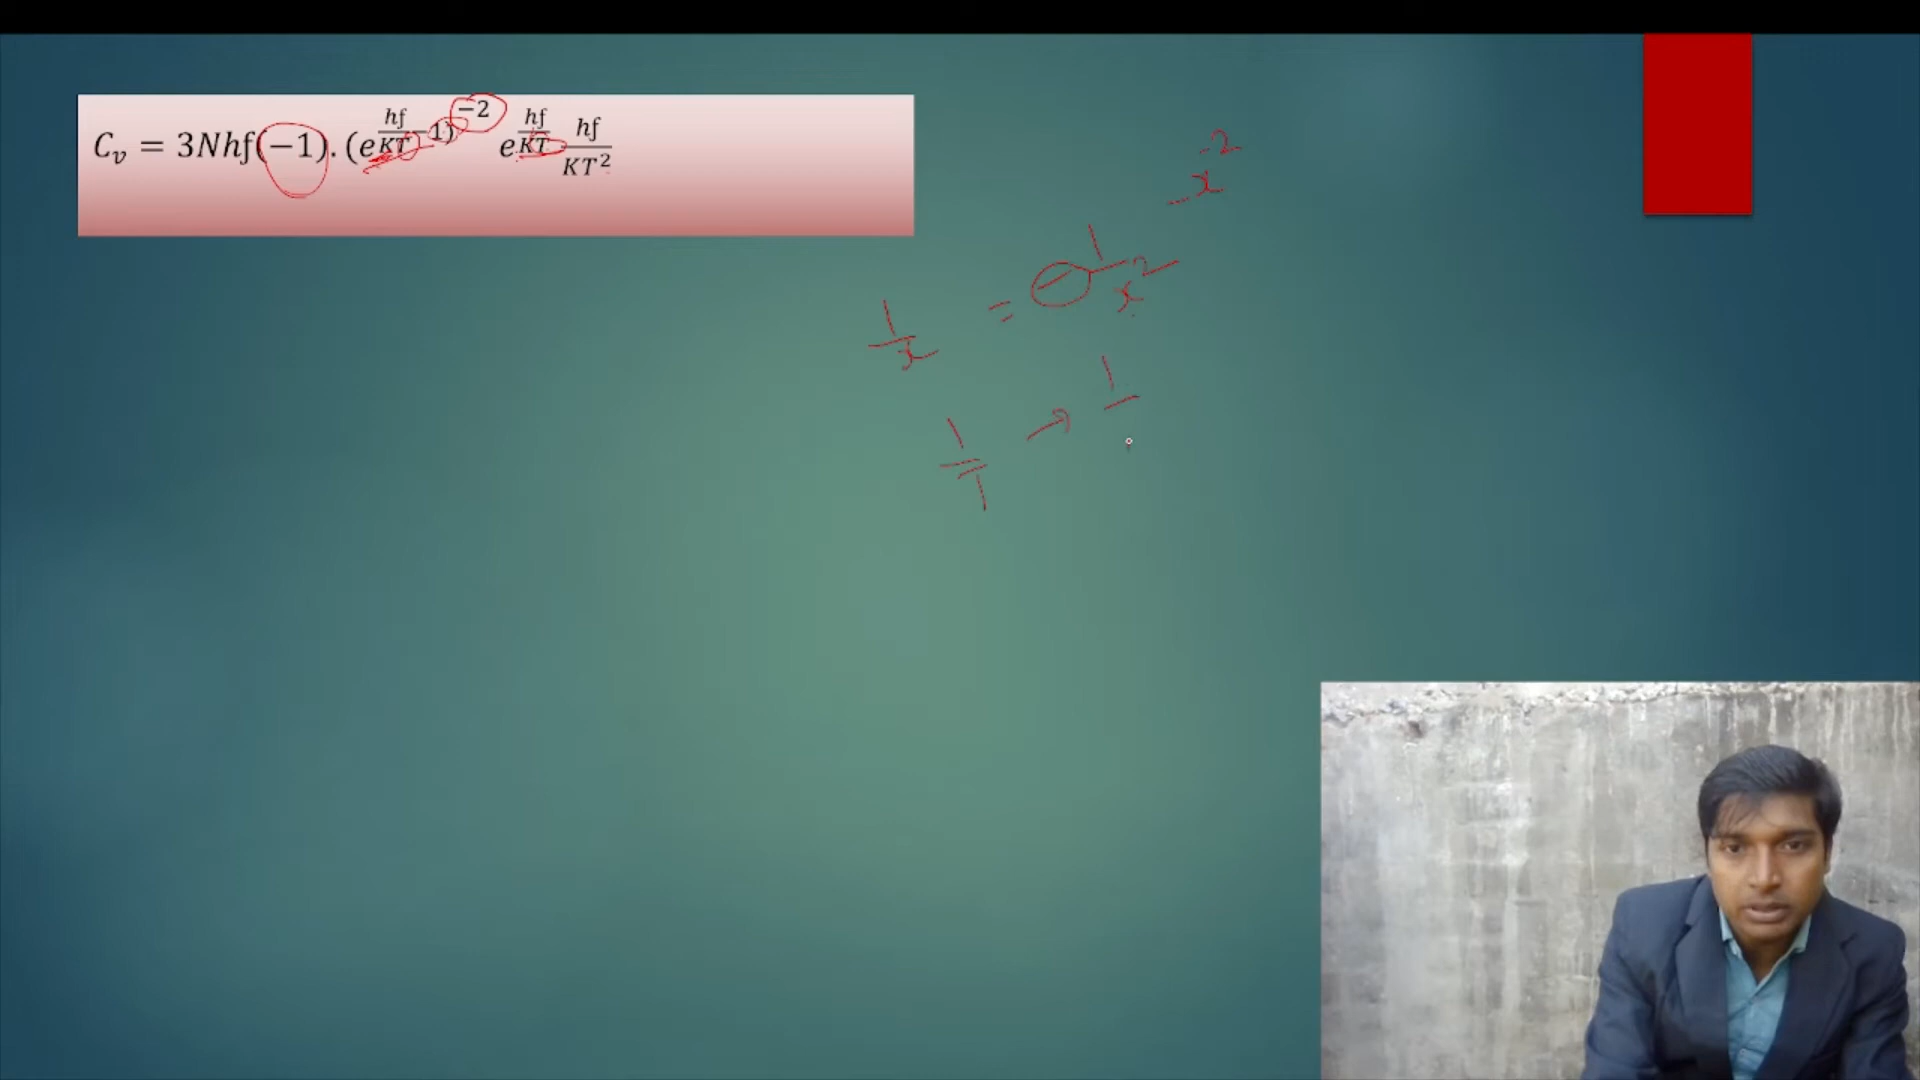 C_v = 3Nhf(−1). (e^{hf/KT} −1)^{−2} e^{hf/KT} hf/KT²
-x^{-2}
1/x = - 1/x²
1/T → 1/